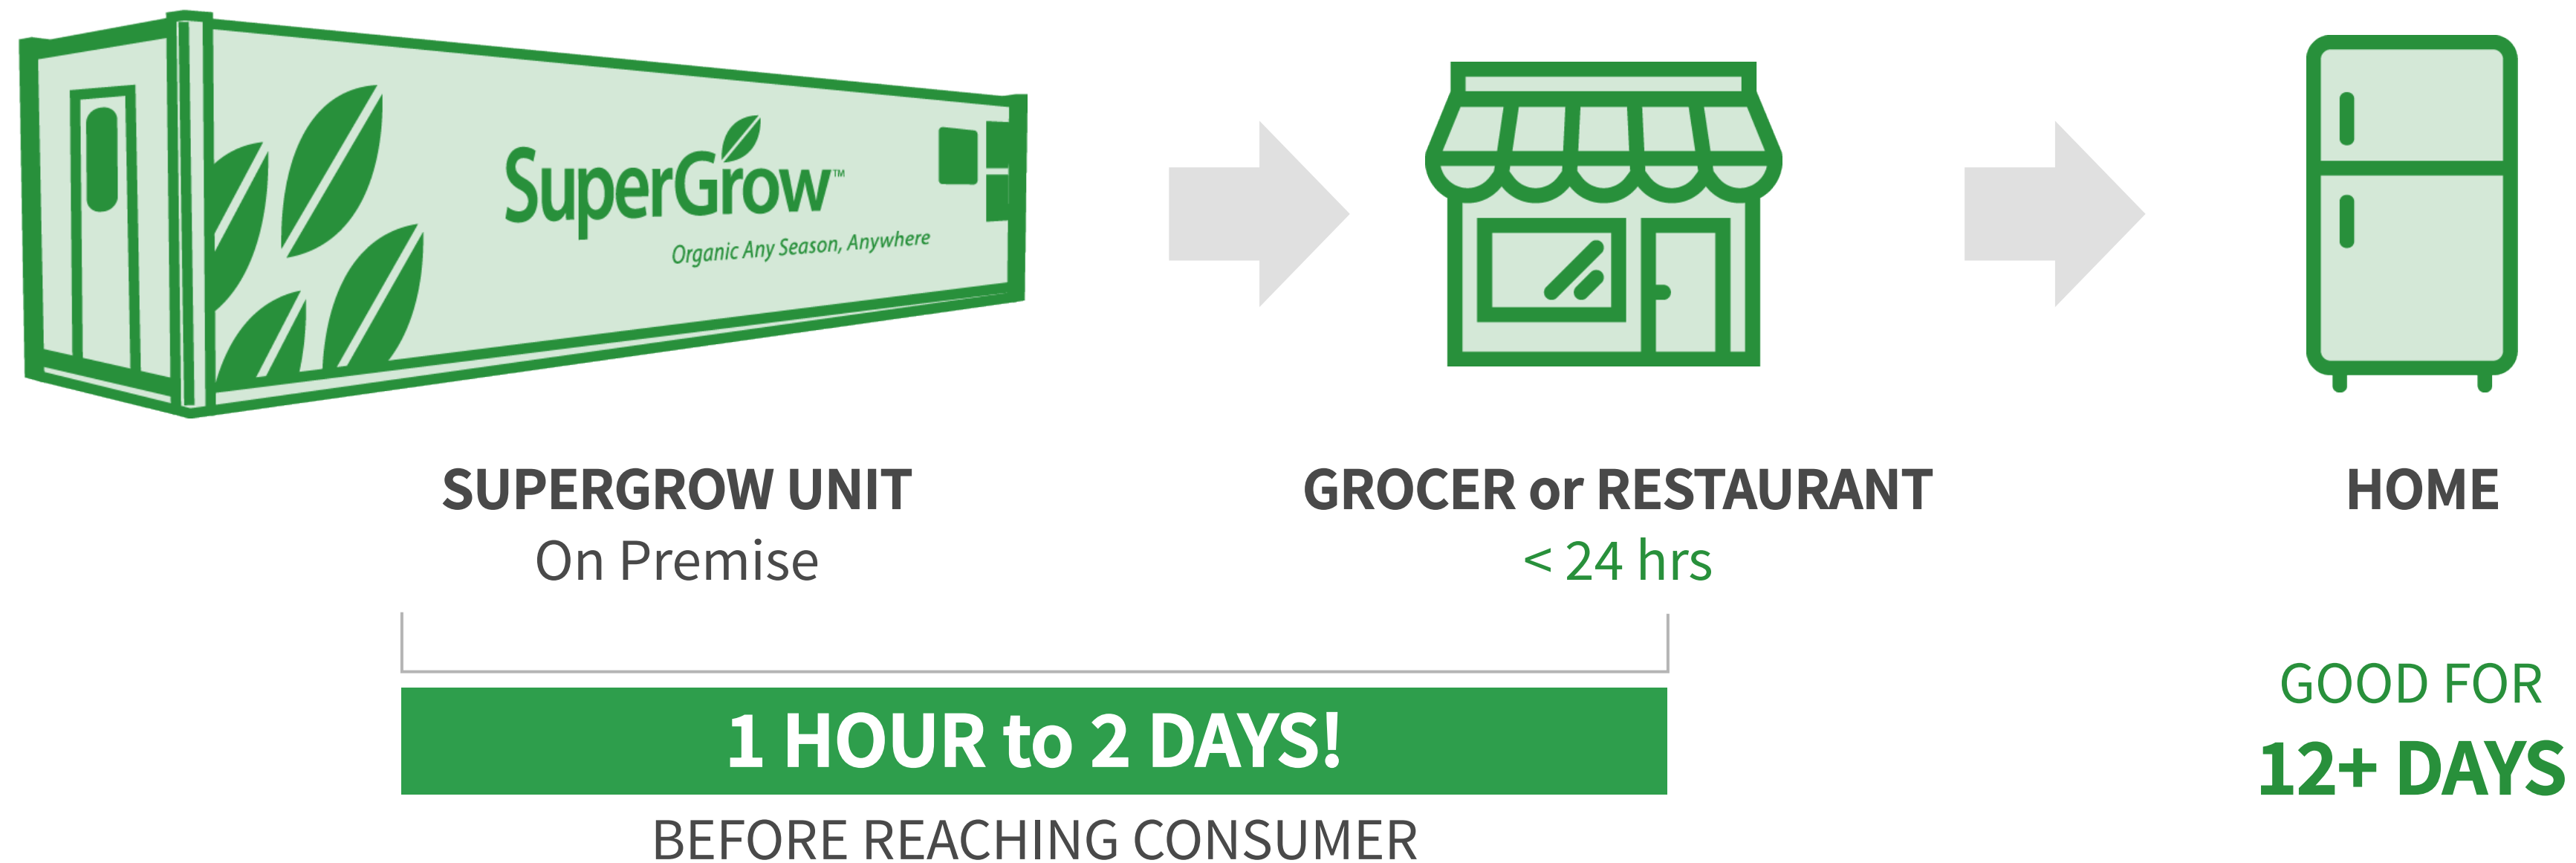 SuperGrow™
Organic Any Season, Anywhere
SUPERGROW UNIT
On Premise
GROCER or RESTAURANT
< 24 hrs
HOME
1 HOUR to 2 DAYS!
BEFORE REACHING CONSUMER
GOOD FOR
12+ DAYS